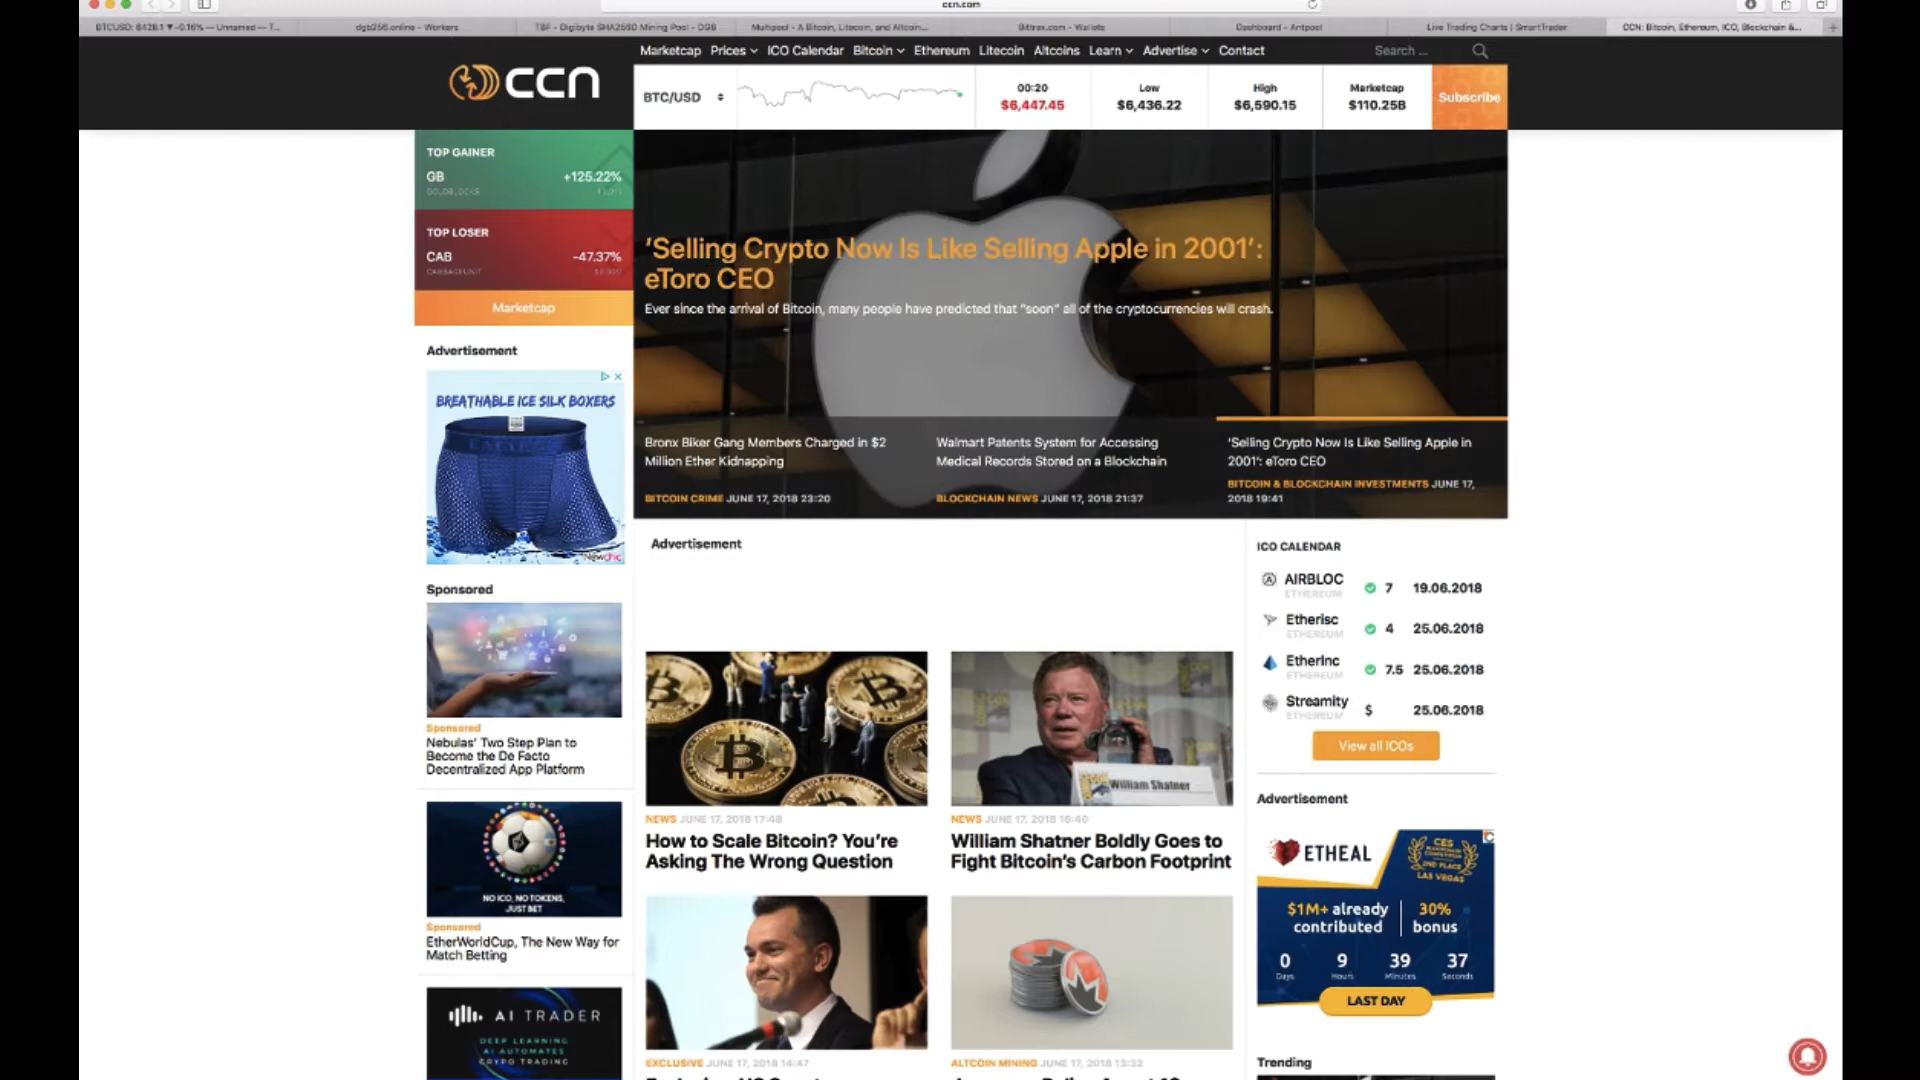 ccn.com
BTCUSD: 6428.1 ▼-0.16% — Unnamed — T...
dgb256.online - Workers
TBF - Digibyte SHA256D Mining Pool - DGB
Multipool - A Bitcoin, Litecoin, and Altcoin...
Bittrex.com - Wallets
Dashboard - Antpool
Live Trading Charts | SmartTrader
CCN: Bitcoin, Ethereum, ICO, Blockchain &...
Marketcap Prices ICO Calendar Bitcoin Ethereum Litecoin Altcoins Learn Advertise Contact
Search ...
ccn
BTC/USD
00:20
$6,447.45
Low
$6,436.22
High
$6,590.15
Marketcap
$110.25B
Subscribe
TOP GAINER
GB +125.22%
GOLDBLOCKS
TOP LOSER
CAB -47.37%
CABBAGEUNIT
Marketcap
'Selling Crypto Now Is Like Selling Apple in 2001':
eToro CEO
Ever since the arrival of Bitcoin, many people have predicted that "soon" all of the cryptocurrencies will crash.
Bronx Biker Gang Members Charged in $2
Million Ether Kidnapping
BITCOIN CRIME JUNE 17, 2018 23:20
Walmart Patents System for Accessing
Medical Records Stored on a Blockchain
BLOCKCHAIN NEWS JUNE 17, 2018 21:37
'Selling Crypto Now Is Like Selling Apple in
2001': eToro CEO
BITCOIN & BLOCKCHAIN INVESTMENTS JUNE 17,
2018 19:41
Advertisement
BREATHABLE ICE SILK BOXERS
Newchic
Sponsored
Sponsored
Nebulas' Two Step Plan to
Become the De Facto
Decentralized App Platform
NO ICO, NO TOKENS,
JUST BET
Sponsored
EtherWorldCup, The New Way for
Match Betting
AI TRADER
DEEP LEARNING
AI AUTOMATES
CRYPO TRADING
Advertisement
William Shatner
NEWS JUNE 17, 2018 17:48
How to Scale Bitcoin? You're
Asking The Wrong Question
NEWS JUNE 17, 2018 16:40
William Shatner Boldly Goes to
Fight Bitcoin's Carbon Footprint
EXCLUSIVE JUNE 17, 2018 14:47
ALTCOIN MINING JUNE 17, 2018 13:32
ICO CALENDAR
AIRBLOC 7 19.06.2018
ETHEREUM
Etherisc 4 25.06.2018
ETHEREUM
EtherInc 7.5 25.06.2018
ETHEREUM
Streamity $ 25.06.2018
ETHEREUM
View all ICOs
Advertisement
ETHEAL
CES
2ND PLACE
LAS VEGAS
$1M+ already
contributed
30%
bonus
0 9 39 37
Days Hours Minutes Seconds
LAST DAY
Trending